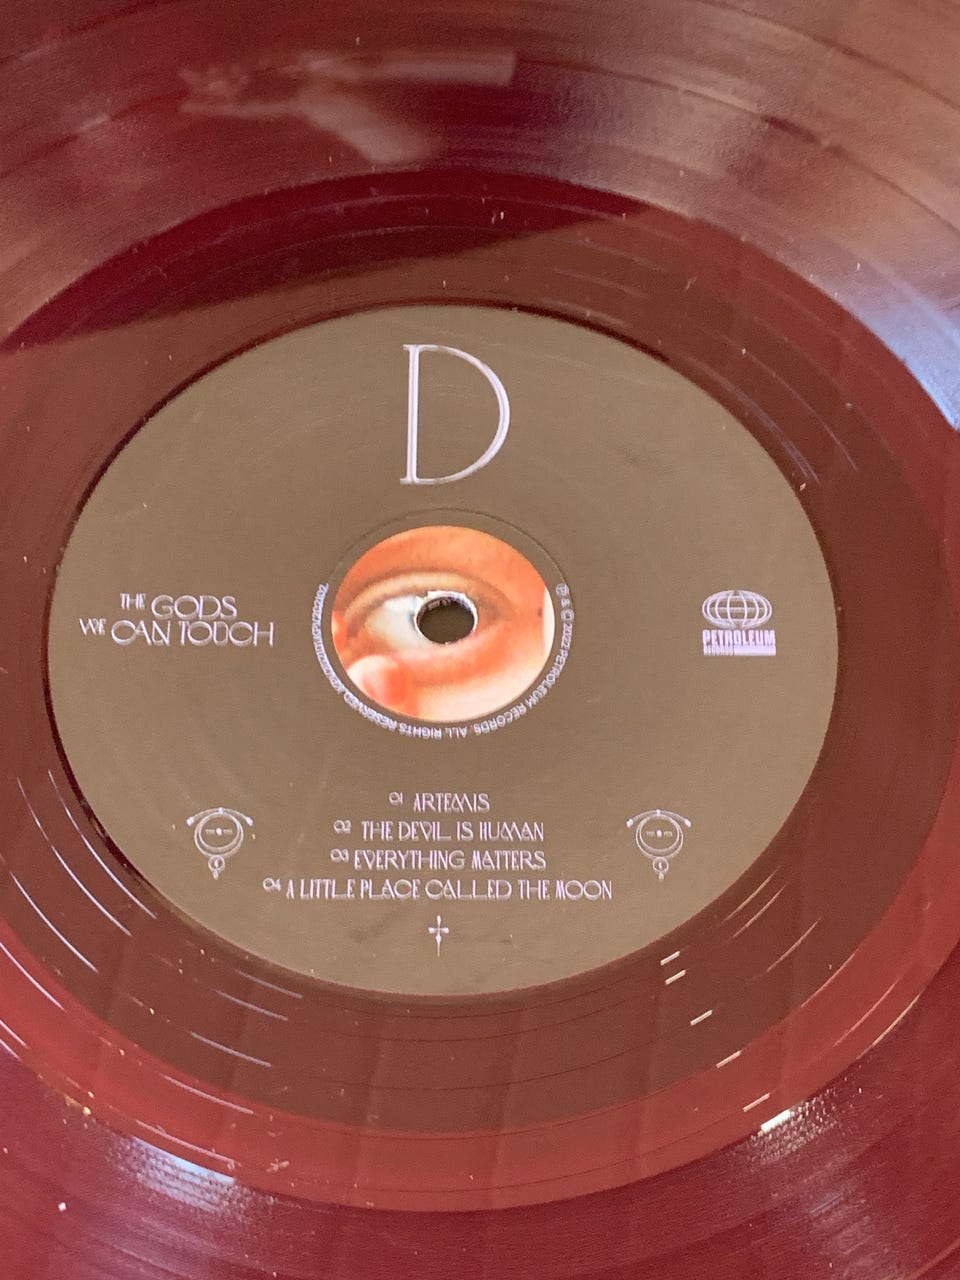 D
THE GODS
WE CAN TOUCH
PETROLEUM
RECORDS
℗ & © 2022 PETROLEUM RECORDS. ALL RIGHTS RESERVED.
01 ARTEMIS
02 THE DEVIL IS HUMAN
03 EVERYTHING MATTERS
04 A LITTLE PLACE CALLED THE MOON